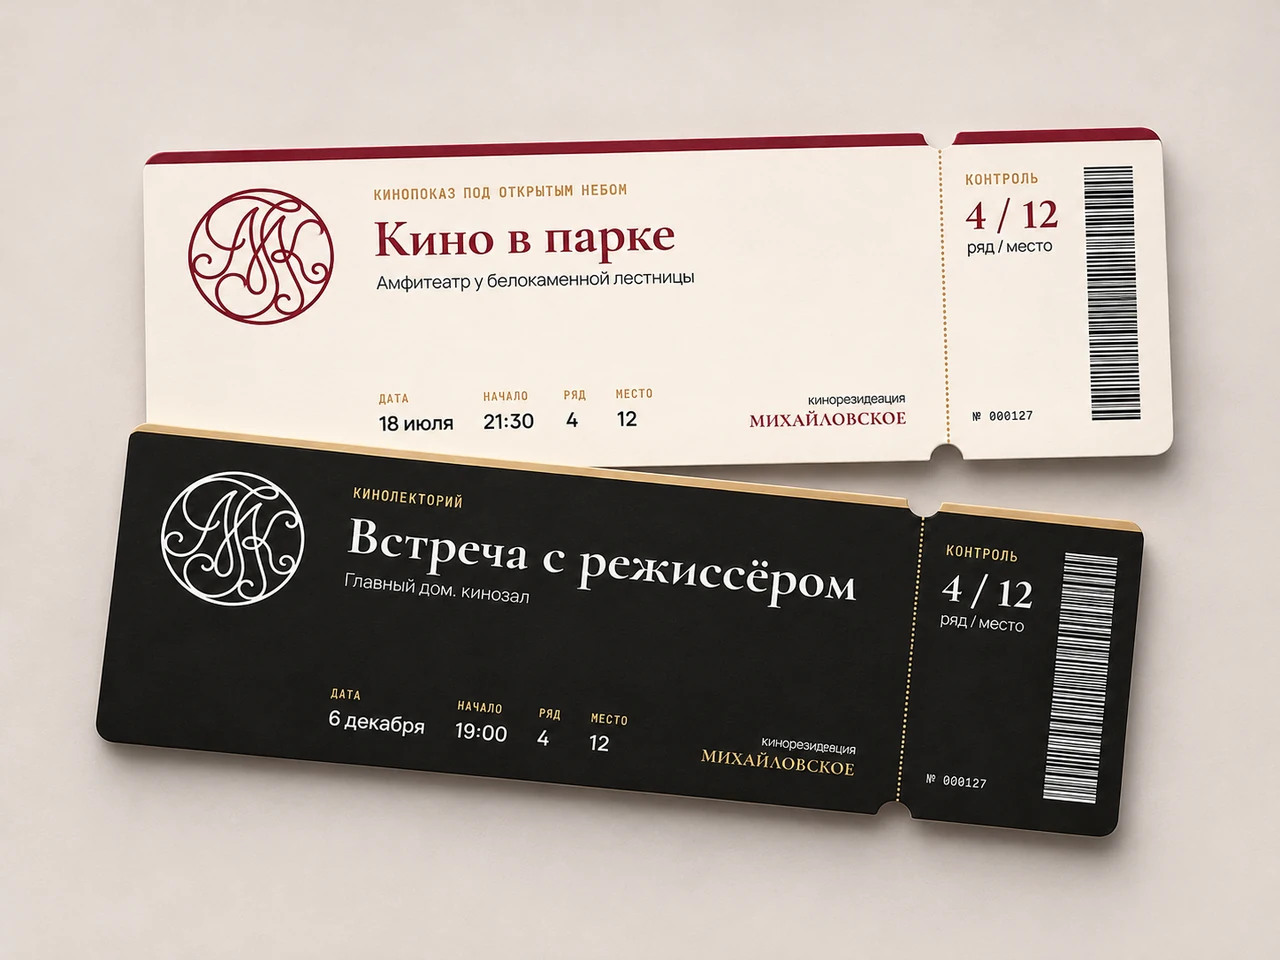 КИНОПОКАЗ ПОД ОТКРЫТЫМ НЕБОМ
Кино в парке
Амфитеатр у белокаменной лестницы
ДАТА НАЧАЛО РЯД МЕСТО
18 июля 21:30 4 12
кинорезиденция
МИХАЙЛОВСКОЕ
КОНТРОЛЬ
4 / 12
ряд / место
№ 000127
КИНОЛЕКТОРИЙ
Встреча с режиссёром
Главный дом. кинозал
ДАТА НАЧАЛО РЯД МЕСТО
6 декабря 19:00 4 12
кинорезиденция
МИХАЙЛОВСКОЕ
КОНТРОЛЬ
4 / 12
ряд / место
№ 000127